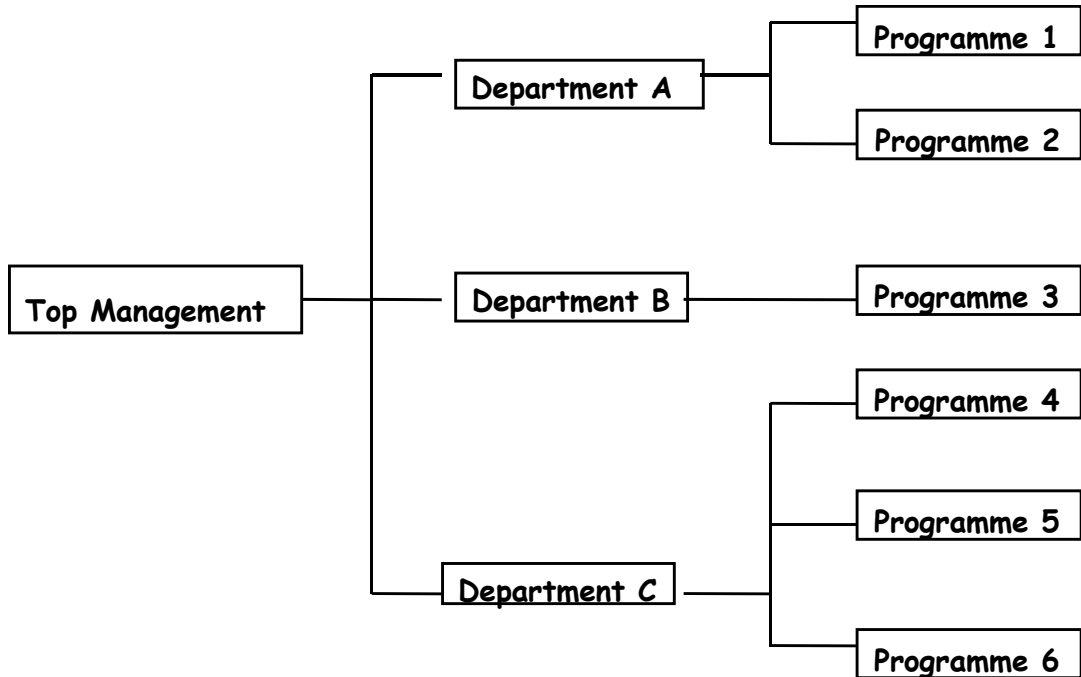 Programme 1
Department A
Programme 2
Top Management
Department B
Programme 3
Programme 4
Programme 5
Department C
Programme 6